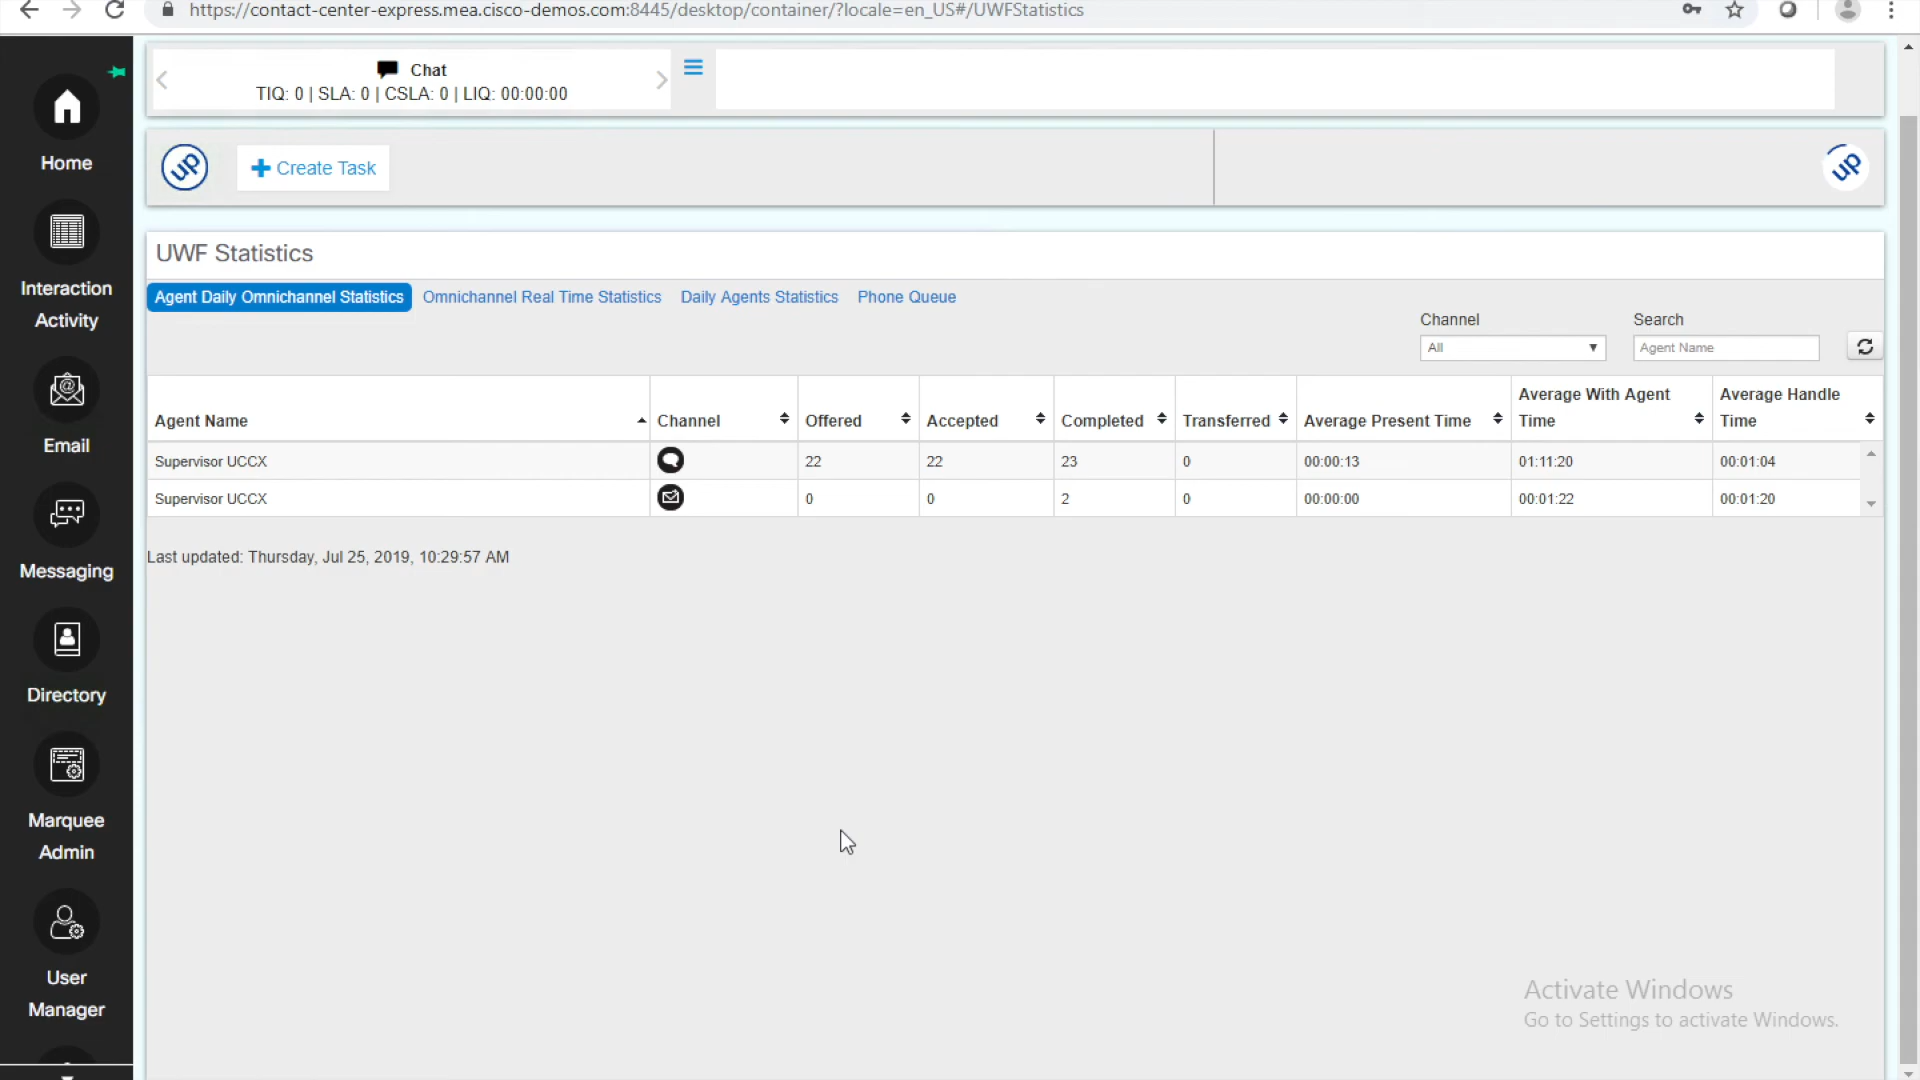 https://contact-center-express.mea.cisco-demos.com:8445/desktop/container/?locale=en_US#/UWFStatistics
Chat
TIQ: 0 | SLA: 0 | CSLA: 0 | LIQ: 00:00:00
up
Create Task
up
Home
Interaction
Activity
Email
Messaging
Directory
Marquee
Admin
User
Manager
UWF Statistics
Agent Daily Omnichannel Statistics Omnichannel Real Time Statistics Daily Agents Statistics Phone Queue
Channel Search
All Agent Name
Agent Name Channel Offered Accepted Completed Transferred Average Present Time Average With Agent Time Average Handle Time
Supervisor UCCX 22 22 23 0 00:00:13 01:11:20 00:01:04
Supervisor UCCX 0 0 2 0 00:00:00 00:01:22 00:01:20
Last updated: Thursday, Jul 25, 2019, 10:29:57 AM
Activate Windows
Go to Settings to activate Windows.